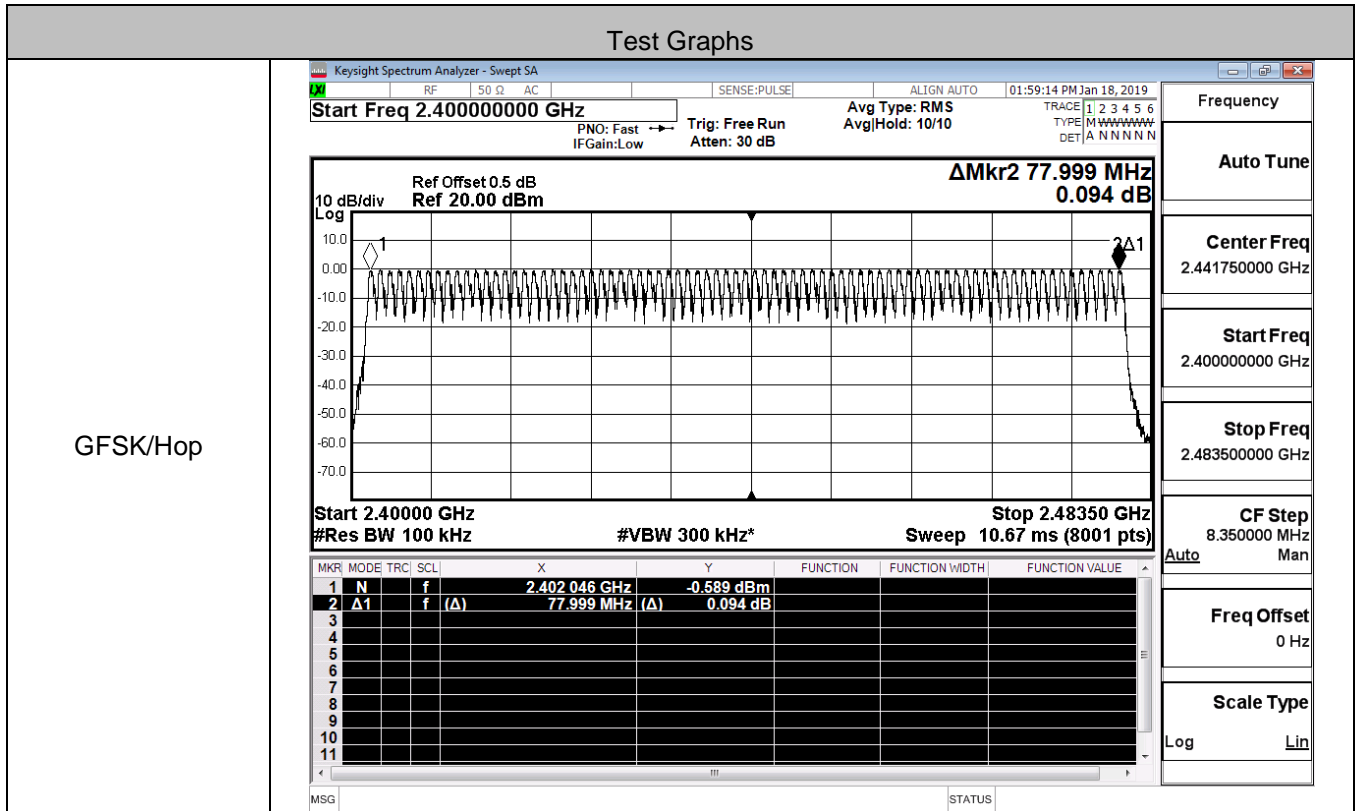 Test Graphs
GFSK/Hop
Keysight Spectrum Analyzer - Swept SA
LXI RF 50 Ω AC SENSE:PULSE ALIGN AUTO 01:59:14 PM Jan 18, 2019
Start Freq 2.400000000 GHz
PNO: Fast
IFGain:Low
Trig: Free Run
Atten: 30 dB
Avg Type: RMS
Avg|Hold: 10/10
TRACE 1 2 3 4 5 6
TYPE M WWWWW
DET A N N N N N
ΔMkr2 77.999 MHz
0.094 dB
Ref Offset 0.5 dB
10 dB/div Ref 20.00 dBm
Log
10.0
0.00
-10.0
-20.0
-30.0
-40.0
-50.0
-60.0
-70.0
1
2Δ1
Start 2.40000 GHz Stop 2.48350 GHz
#Res BW 100 kHz #VBW 300 kHz* Sweep 10.67 ms (8001 pts)
MKR MODE TRC SCL X Y FUNCTION FUNCTION WIDTH FUNCTION VALUE
1 N f 2.402 046 GHz -0.589 dBm
2 Δ1 f (Δ) 77.999 MHz (Δ) 0.094 dB
3
4
5
6
7
8
9
10
11
MSG STATUS
Frequency
Auto Tune
Center Freq
2.441750000 GHz
Start Freq
2.400000000 GHz
Stop Freq
2.483500000 GHz
CF Step
8.350000 MHz
Auto Man
Freq Offset
0 Hz
Scale Type
Log Lin